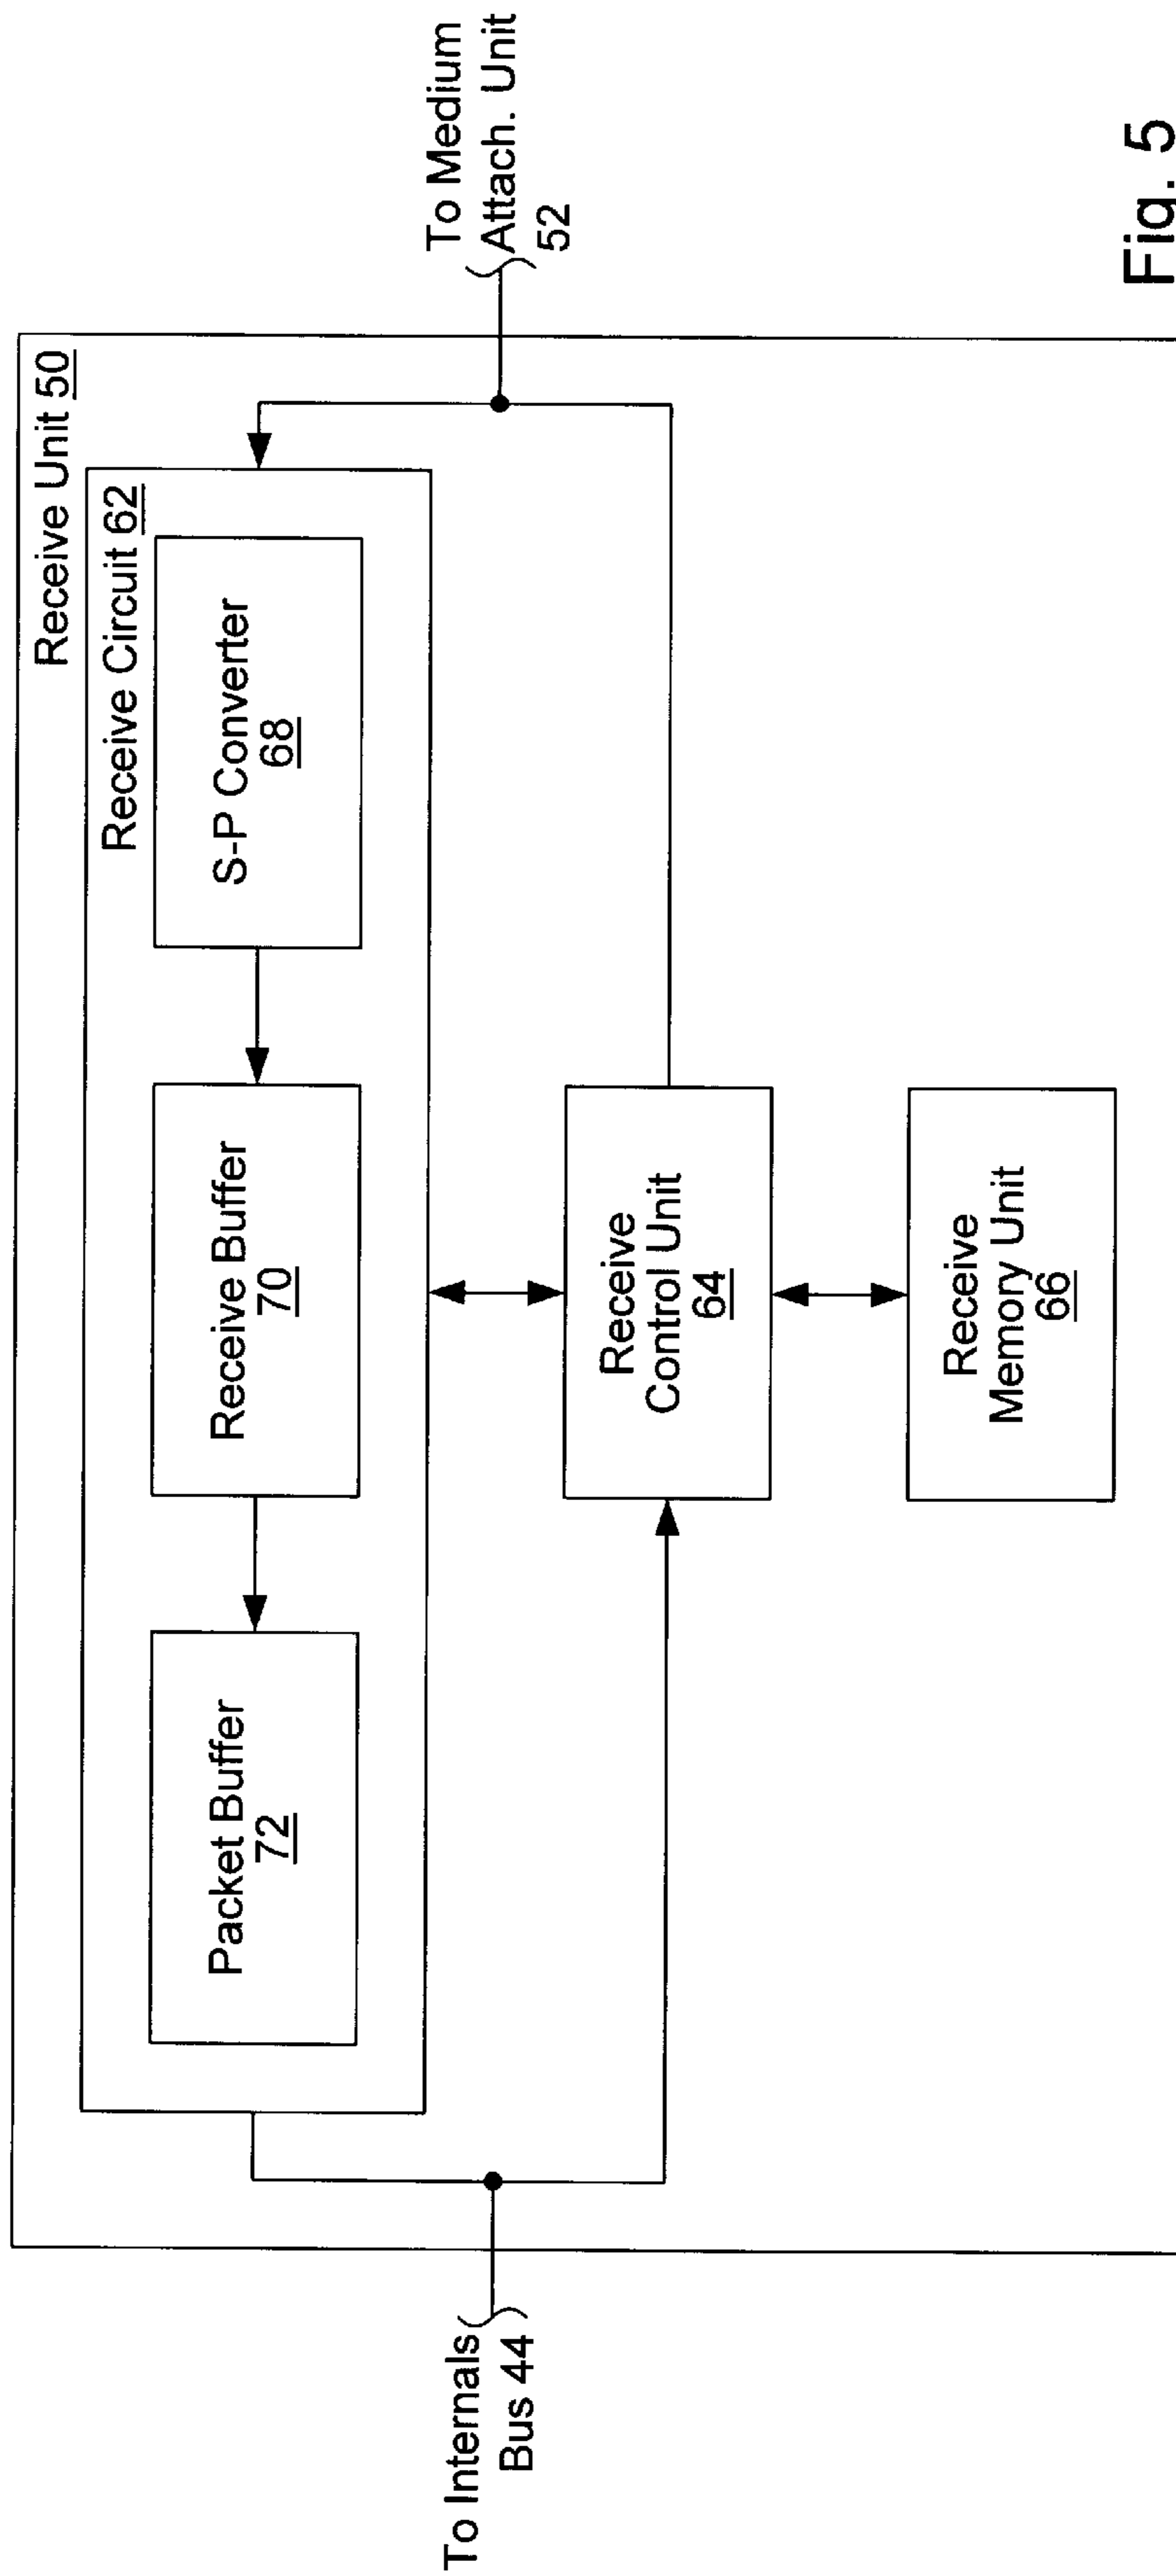 Receive Unit 50
Receive Circuit 62
Packet Buffer
72
Receive Buffer
70
S-P Converter
68
To Internals
Bus 44
To Medium
Attach. Unit
52
Receive
Control Unit
64
Receive
Memory Unit
66
Fig. 5